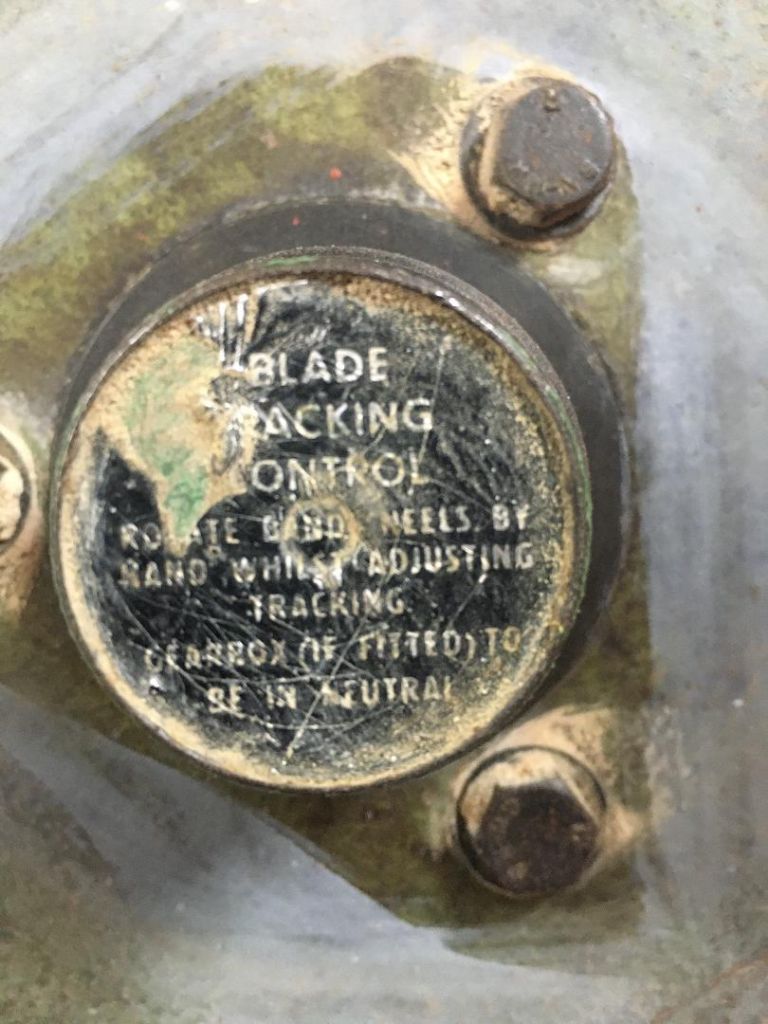 BLADE
TRACKING
CONTROL
ROTATE BAND WHEELS BY
HAND WHILST ADJUSTING
TRACKING
GEARBOX (IF FITTED) TO
BE IN NEUTRAL